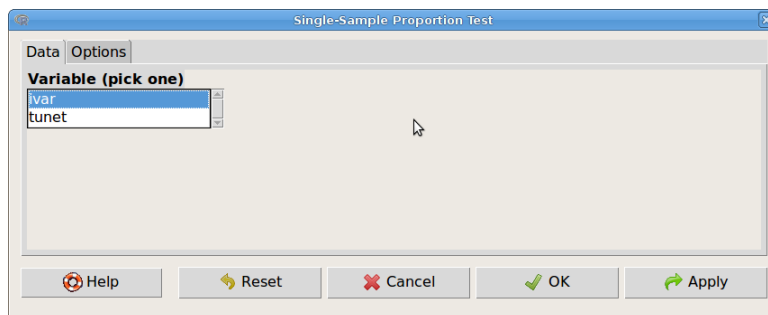 Single-Sample Proportion Test
Data Options
Variable (pick one)
ivar
tunet
Help Reset Cancel OK Apply